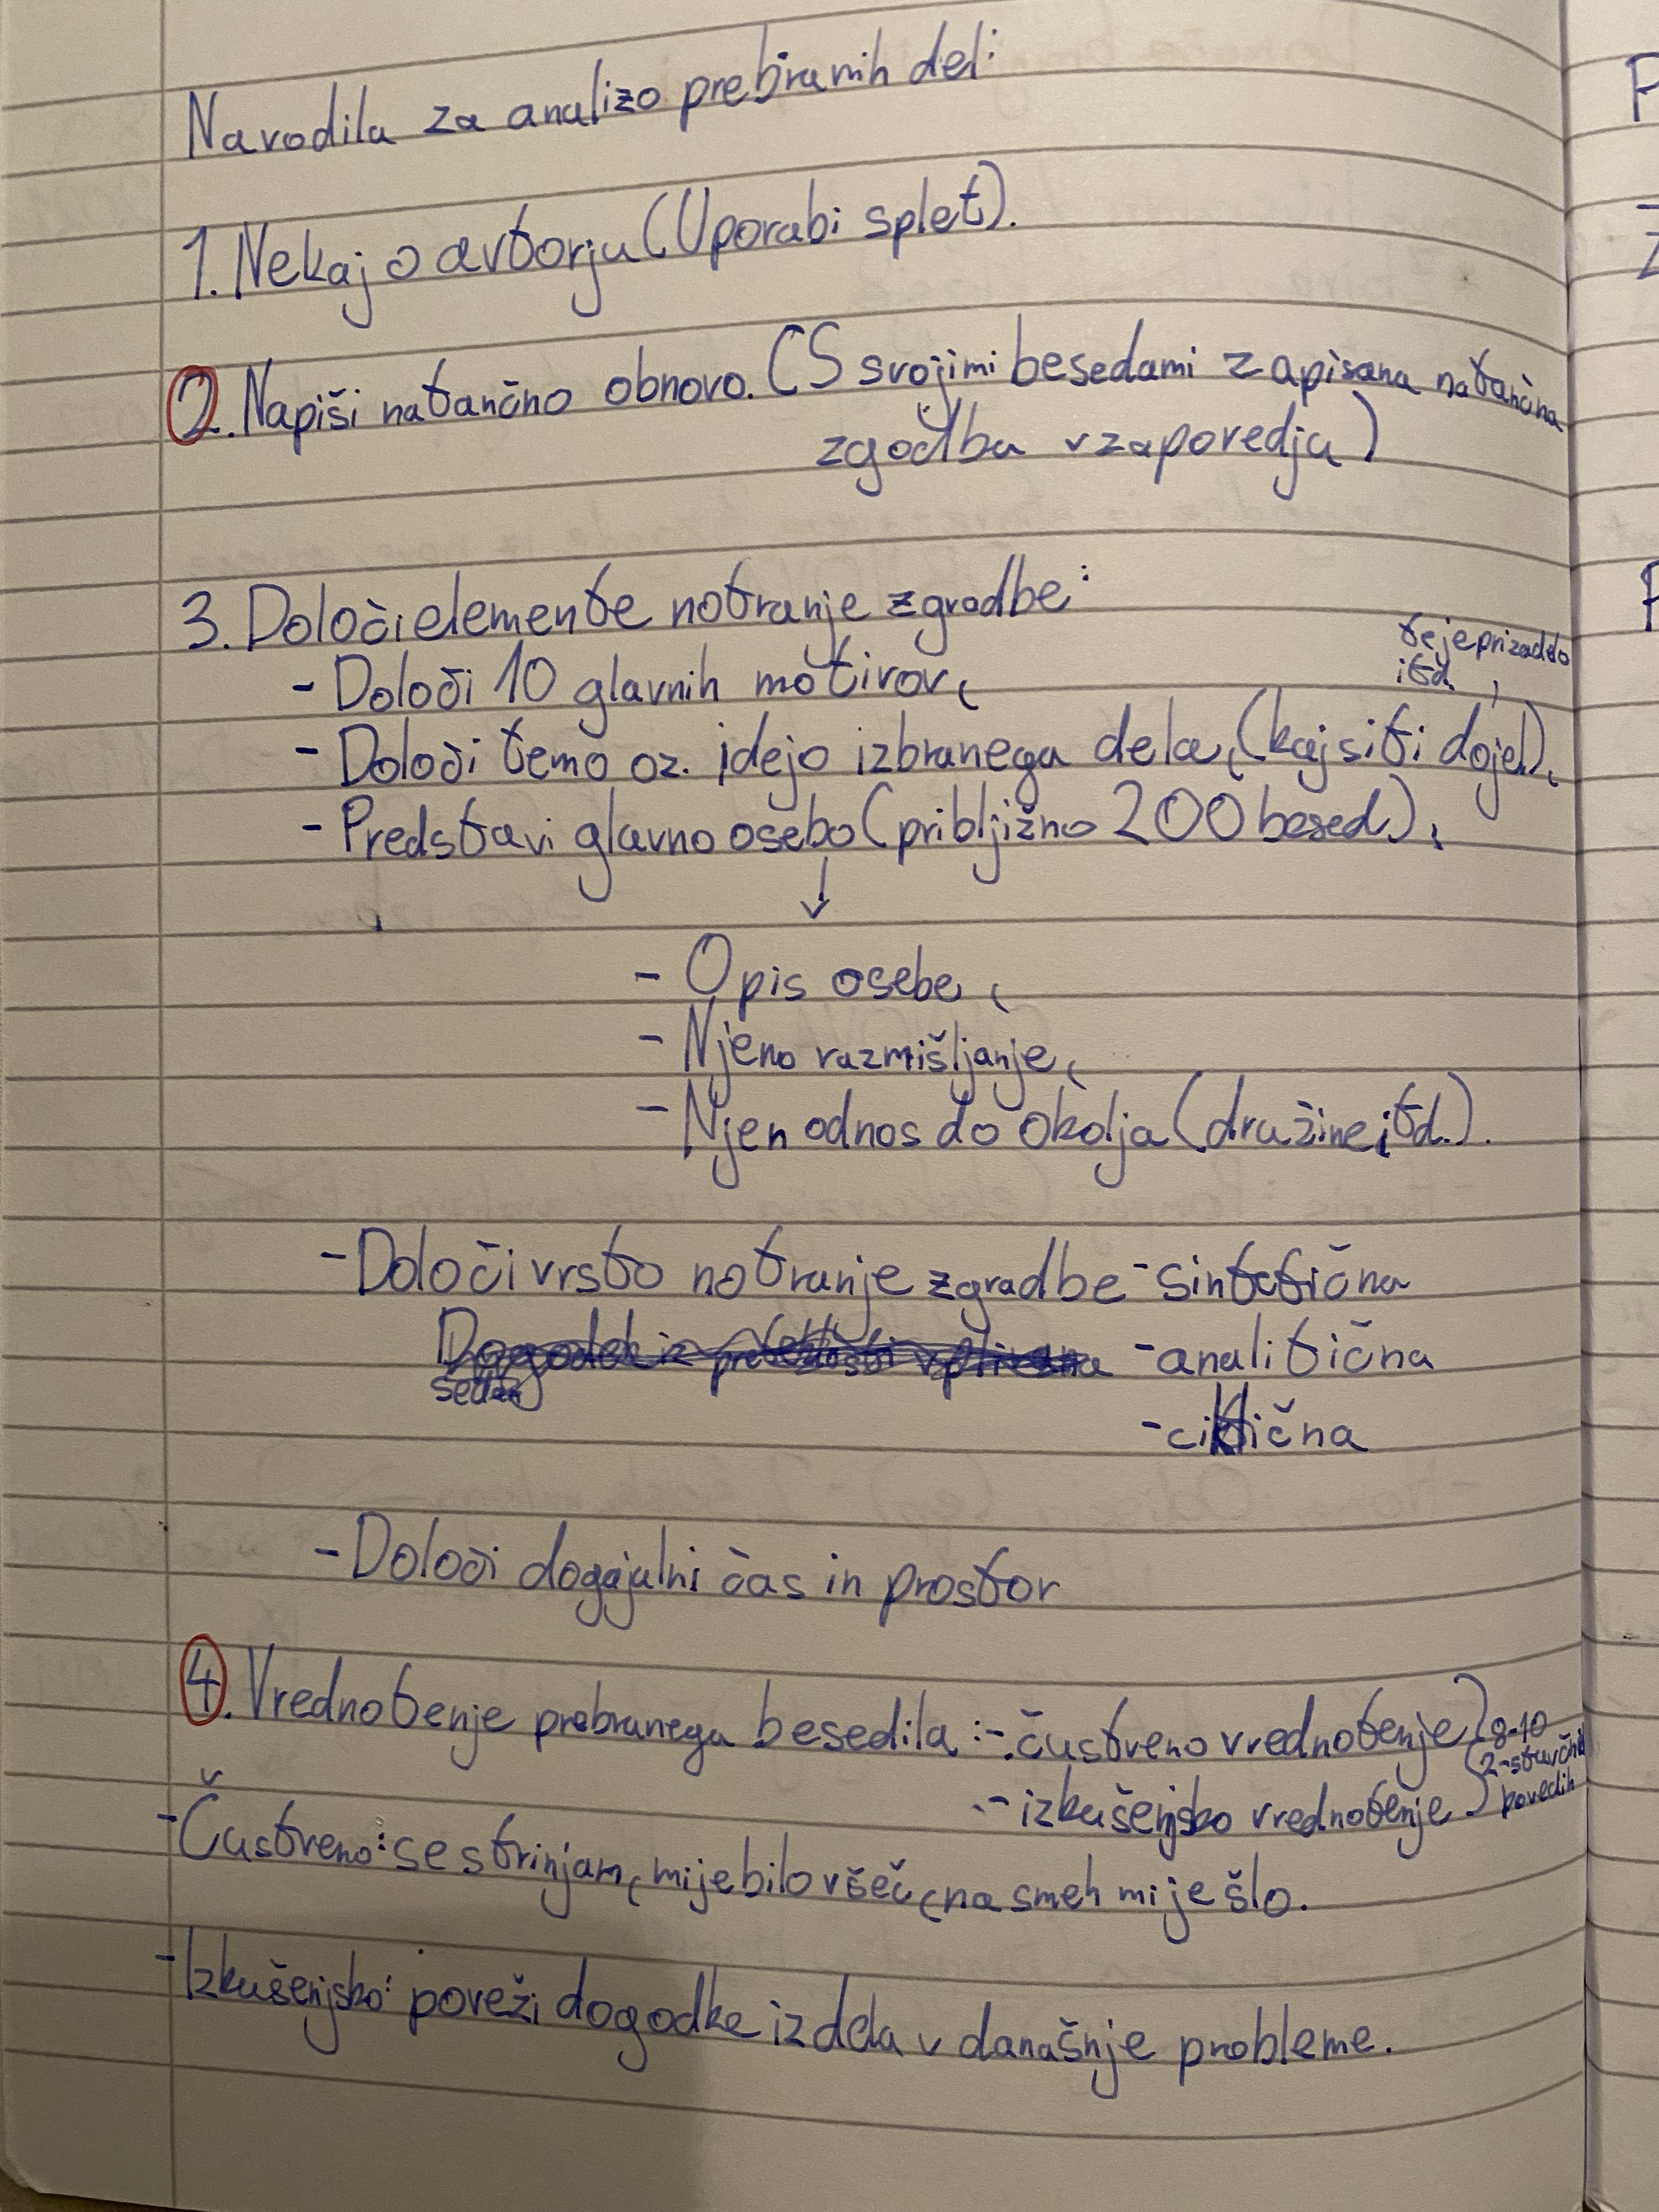 Navodila za analizo prebranih del:
1. Nekaj o avtorju (Uporabi splet).
2. Napiši natančno obnovo. (S svojimi besedami zapisana natančna
zgodba v zaporedju)
3. Določi elemente notranje zgradbe:
- Določi 10 glavnih motivov,
te je prizadelo
itd.,
- Določi temo oz. idejo izbranega dela, (kaj si ti dojel),
- Predstavi glavno osebo (približno 200 besed.),
↓
- Opis osebe,
- Njeno razmišljanje,
- Njen odnos do okolja (družine, itd.).
- Določi vrsto notranje zgradbe - sintetična
- analitična
- ciklična
- Določi dogajalni čas in prostor
4. Vrednotenje prebranega besedila: - čustveno vrednotenje } 8-10
2-stavčnih
- izkušenjsko vrednotenje povedih
- Čustveno: se strinjam, mi je bilo všeč, na smeh mi je šlo.
- Izkušenjsko: poveži dogodke iz dela v današnje probleme.